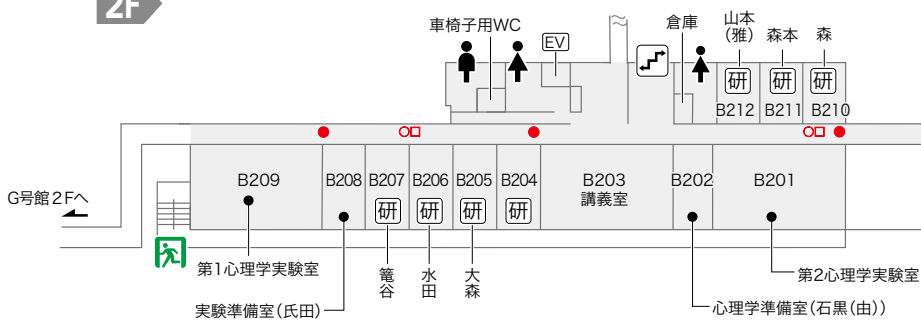 2F
車椅子用WC
EV
倉庫
山本
(雅)
森本
森
研
研
研
B212
B211
B210
G号館2Fへ
B209
B208
B207
B206
B205
B204
B203
講義室
B202
B201
研
研
研
研
第1心理学実験室
篭谷
水田
大森
第2心理学実験室
実験準備室(氏田)
心理学準備室(石黒(由))